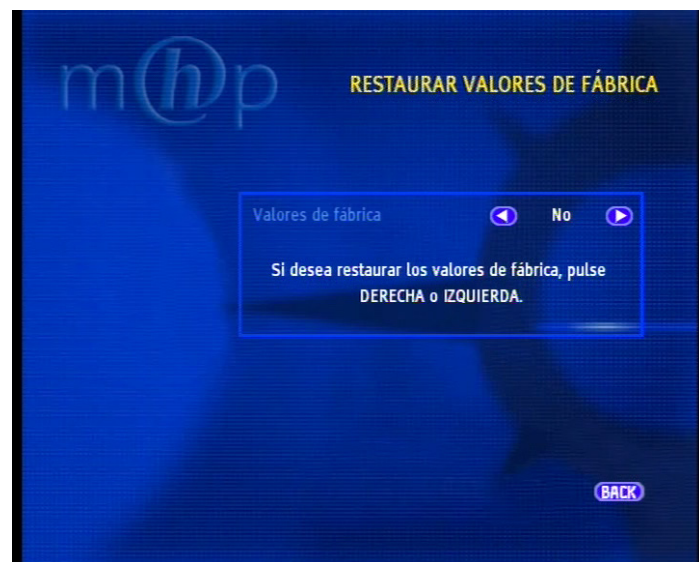 mhp
RESTAURAR VALORES DE FÁBRICA
Valores de fábrica No
Si desea restaurar los valores de fábrica, pulse
DERECHA o IZQUIERDA.
BACK